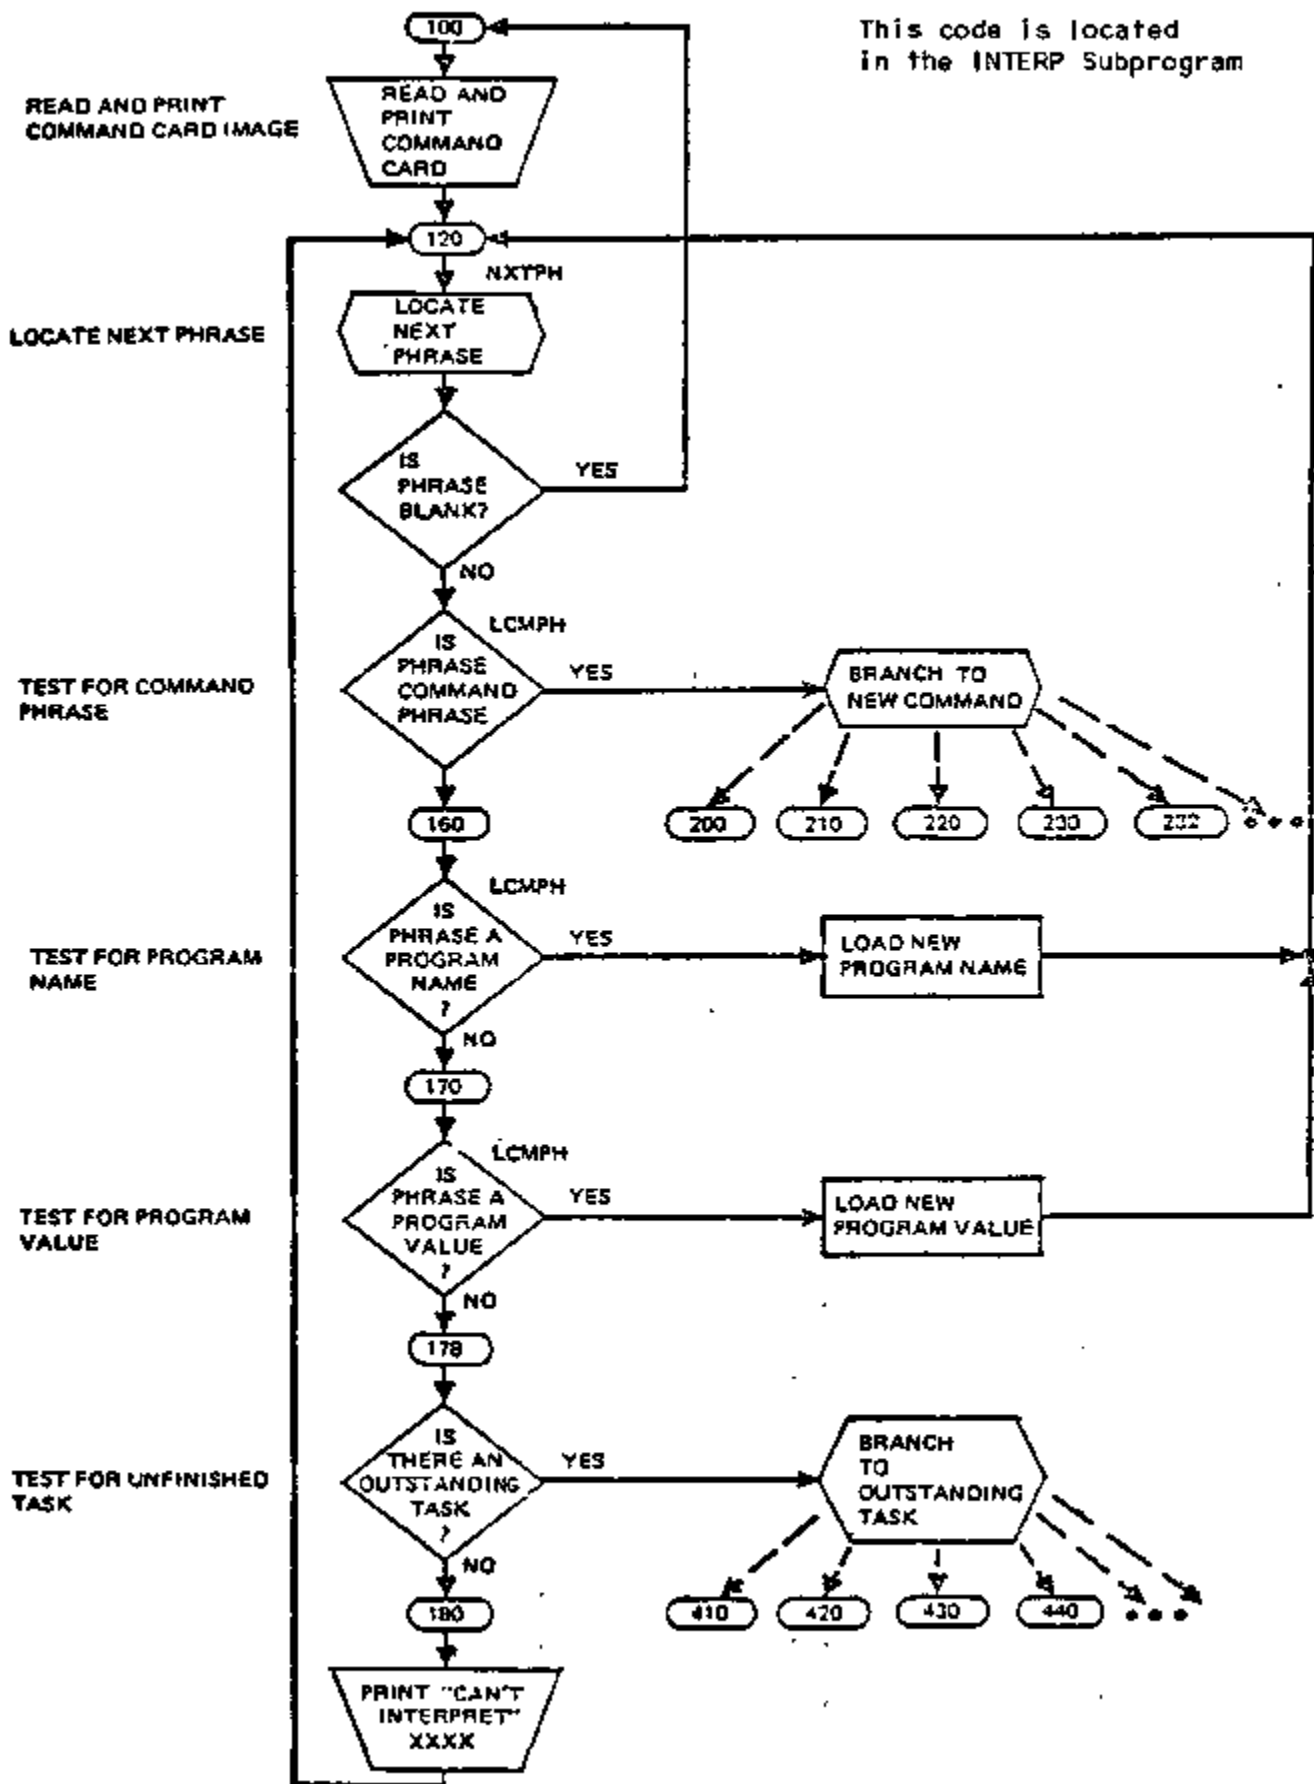 This code is located
in the INTERP Subprogram
100
READ AND PRINT
COMMAND CARD IMAGE
READ AND
PRINT
COMMAND
CARD
120
NXTPH
LOCATE NEXT PHRASE
LOCATE
NEXT
PHRASE
IS
PHRASE
BLANK?
YES
NO
LCMPH
TEST FOR COMMAND
PHRASE
IS
PHRASE
COMMAND
PHRASE
YES
BRANCH TO
NEW COMMAND
160
200
210
220
230
232
• • •
LCMPH
TEST FOR PROGRAM
NAME
IS
PHRASE A
PROGRAM
NAME
?
YES
LOAD NEW
PROGRAM NAME
NO
170
LCMPH
TEST FOR PROGRAM
VALUE
IS
PHRASE A
PROGRAM
VALUE
?
YES
LOAD NEW
PROGRAM VALUE
NO
178
TEST FOR UNFINISHED
TASK
IS
THERE AN
OUTSTANDING
TASK
?
YES
BRANCH
TO
OUTSTANDING
TASK
NO
180
410
420
430
440
• • •
PRINT "CAN'T
INTERPRET"
XXXX